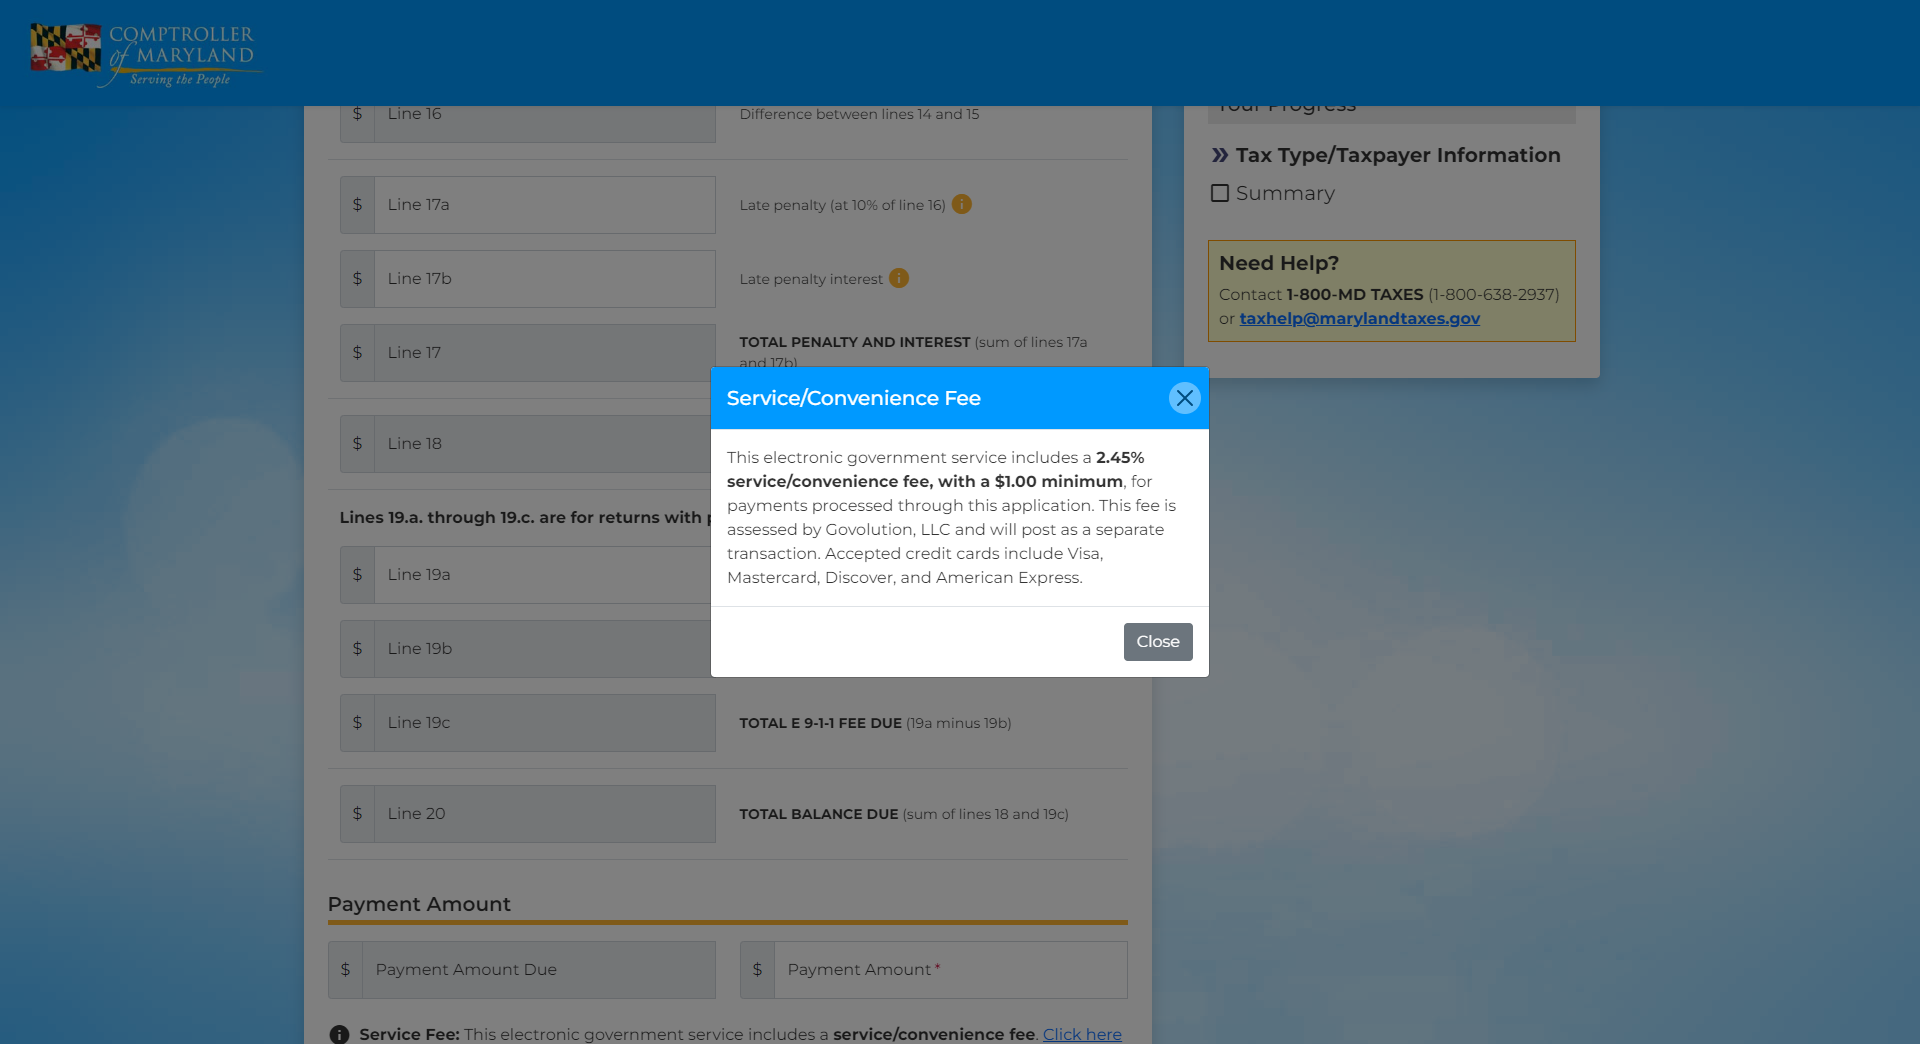 COMPTROLLER
of MARYLAND
Serving the People
$ Line 16 Difference between lines 14 and 15
$ Line 17a Late penalty (at 10% of line 16)
$ Line 17b Late penalty interest
$ Line 17 TOTAL PENALTY AND INTEREST (sum of lines 17a
and 17b)
$ Line 18
Lines 19.a. through 19.c. are for returns with
$ Line 19a
$ Line 19b
$ Line 19c TOTAL E 9-1-1 FEE DUE (19a minus 19b)
$ Line 20 TOTAL BALANCE DUE (sum of lines 18 and 19c)
Payment Amount
$ Payment Amount Due $ Payment Amount *
Service Fee: This electronic government service includes a service/convenience fee. Click here
Your Progress
Tax Type/Taxpayer Information
Summary
Need Help?
Contact 1-800-MD TAXES (1-800-638-2937)
or taxhelp@marylandtaxes.gov
Service/Convenience Fee
This electronic government service includes a 2.45%
service/convenience fee, with a $1.00 minimum, for
payments processed through this application. This fee is
assessed by Govolution, LLC and will post as a separate
transaction. Accepted credit cards include Visa,
Mastercard, Discover, and American Express.
Close